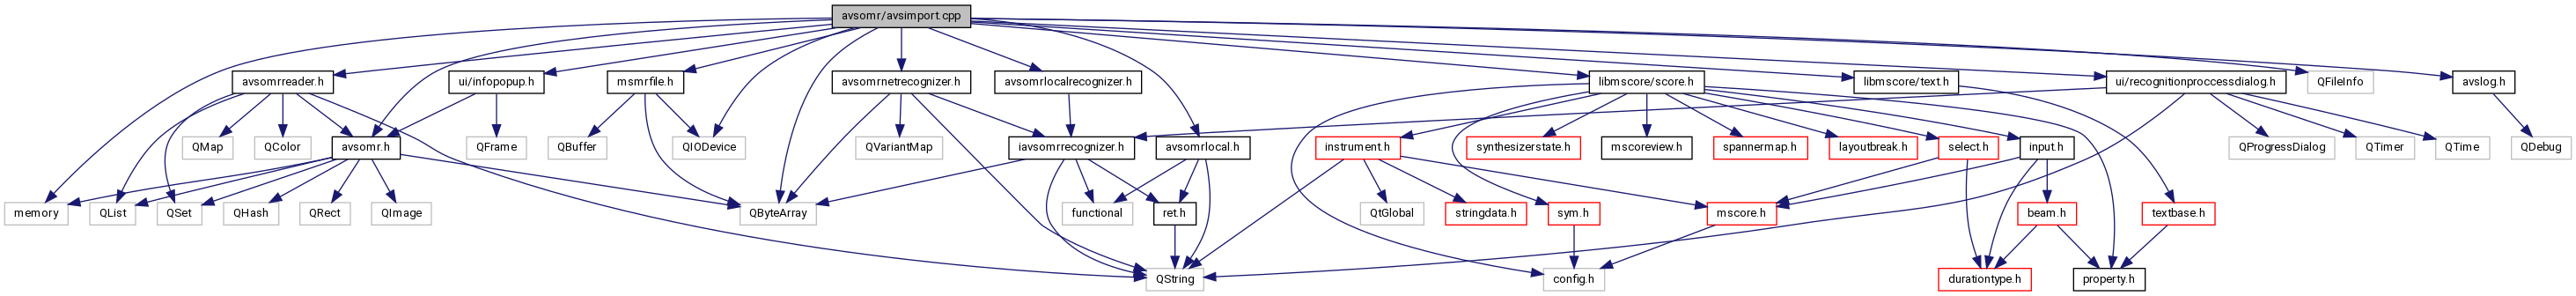 avsomr/avsimport.cpp
avsomrreader.h
ui/infopopup.h
msmrfile.h
avsomrnetrecognizer.h
avsomrlocalrecognizer.h
libmscore/score.h
libmscore/text.h
ui/recognitionproccessdialog.h
QFileInfo
avslog.h
QMap
QColor
avsomr.h
QFrame
QBuffer
QIODevice
QVariantMap
iavsomrrecognizer.h
avsomrlocal.h
instrument.h
synthesizerstate.h
mscoreview.h
spannermap.h
layoutbreak.h
select.h
input.h
QProgressDialog
QTimer
QTime
QDebug
memory
QList
QSet
QHash
QRect
QImage
QByteArray
functional
ret.h
QtGlobal
stringdata.h
sym.h
mscore.h
beam.h
textbase.h
QString
config.h
durationtype.h
property.h